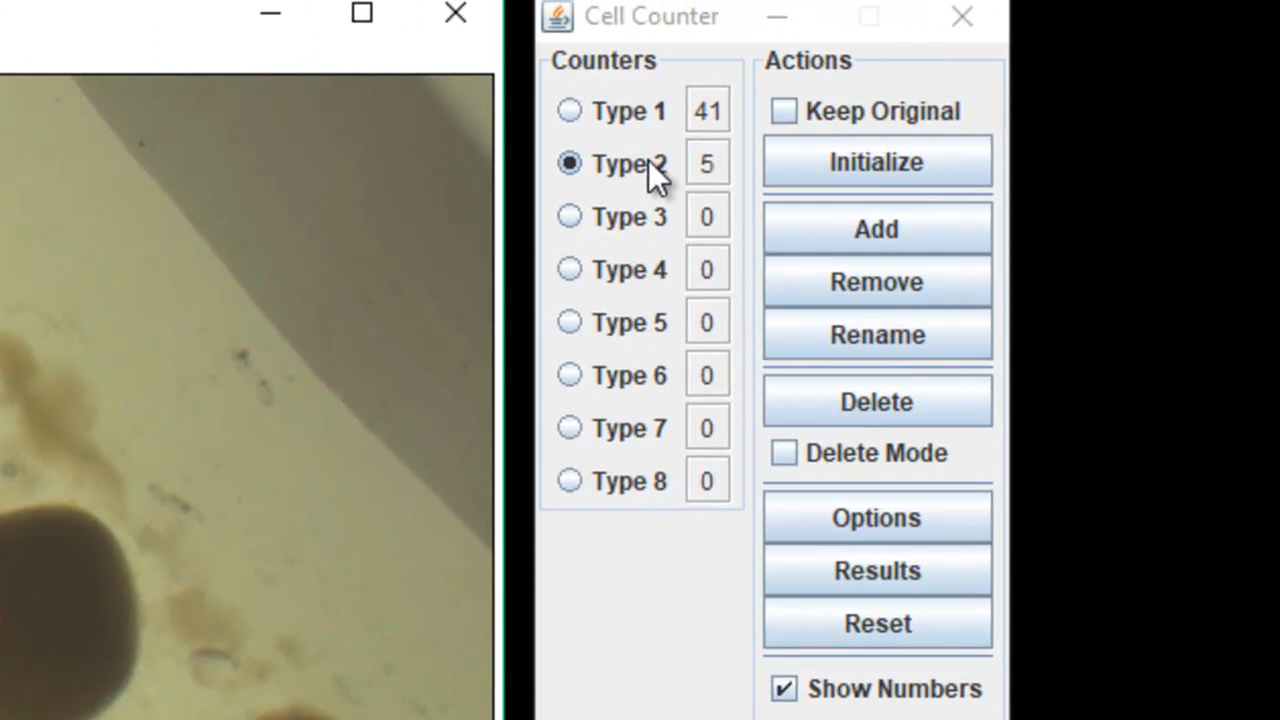 Cell Counter
Counters
Type 1 41
Type 2 5
Type 3 0
Type 4 0
Type 5 0
Type 6 0
Type 7 0
Type 8 0
Actions
Keep Original
Initialize
Add
Remove
Rename
Delete
Delete Mode
Options
Results
Reset
Show Numbers